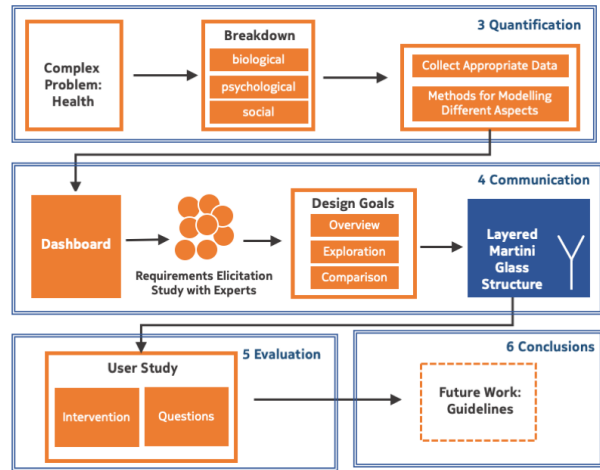 3 Quantification
Complex
Problem:
Health
Breakdown
biological
psychological
social
Collect Appropriate Data
Methods for Modelling
Different Aspects
4 Communication
Dashboard
Requirements Elicitation
Study with Experts
Design Goals
Overview
Exploration
Comparison
Layered
Martini
Glass
Structure
5 Evaluation
User Study
Intervention
Questions
6 Conclusions
Future Work:
Guidelines